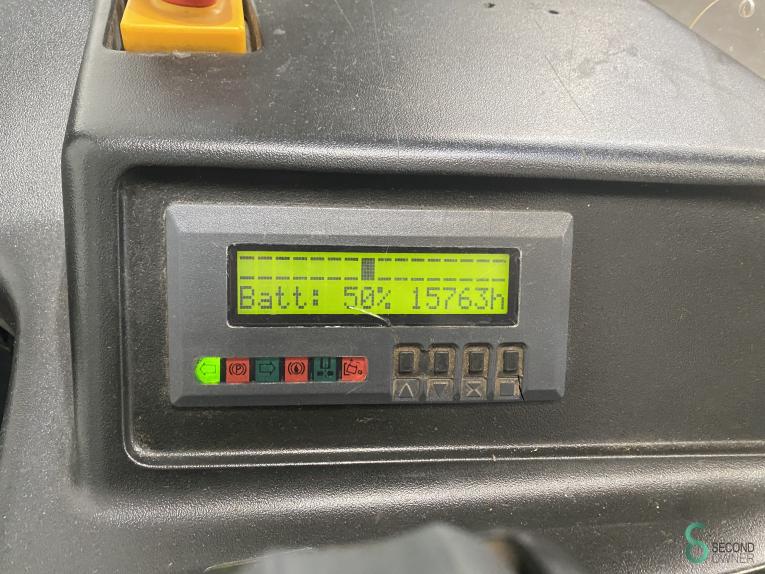 Batt: 50% 15763h
P
SECOND
OWNER